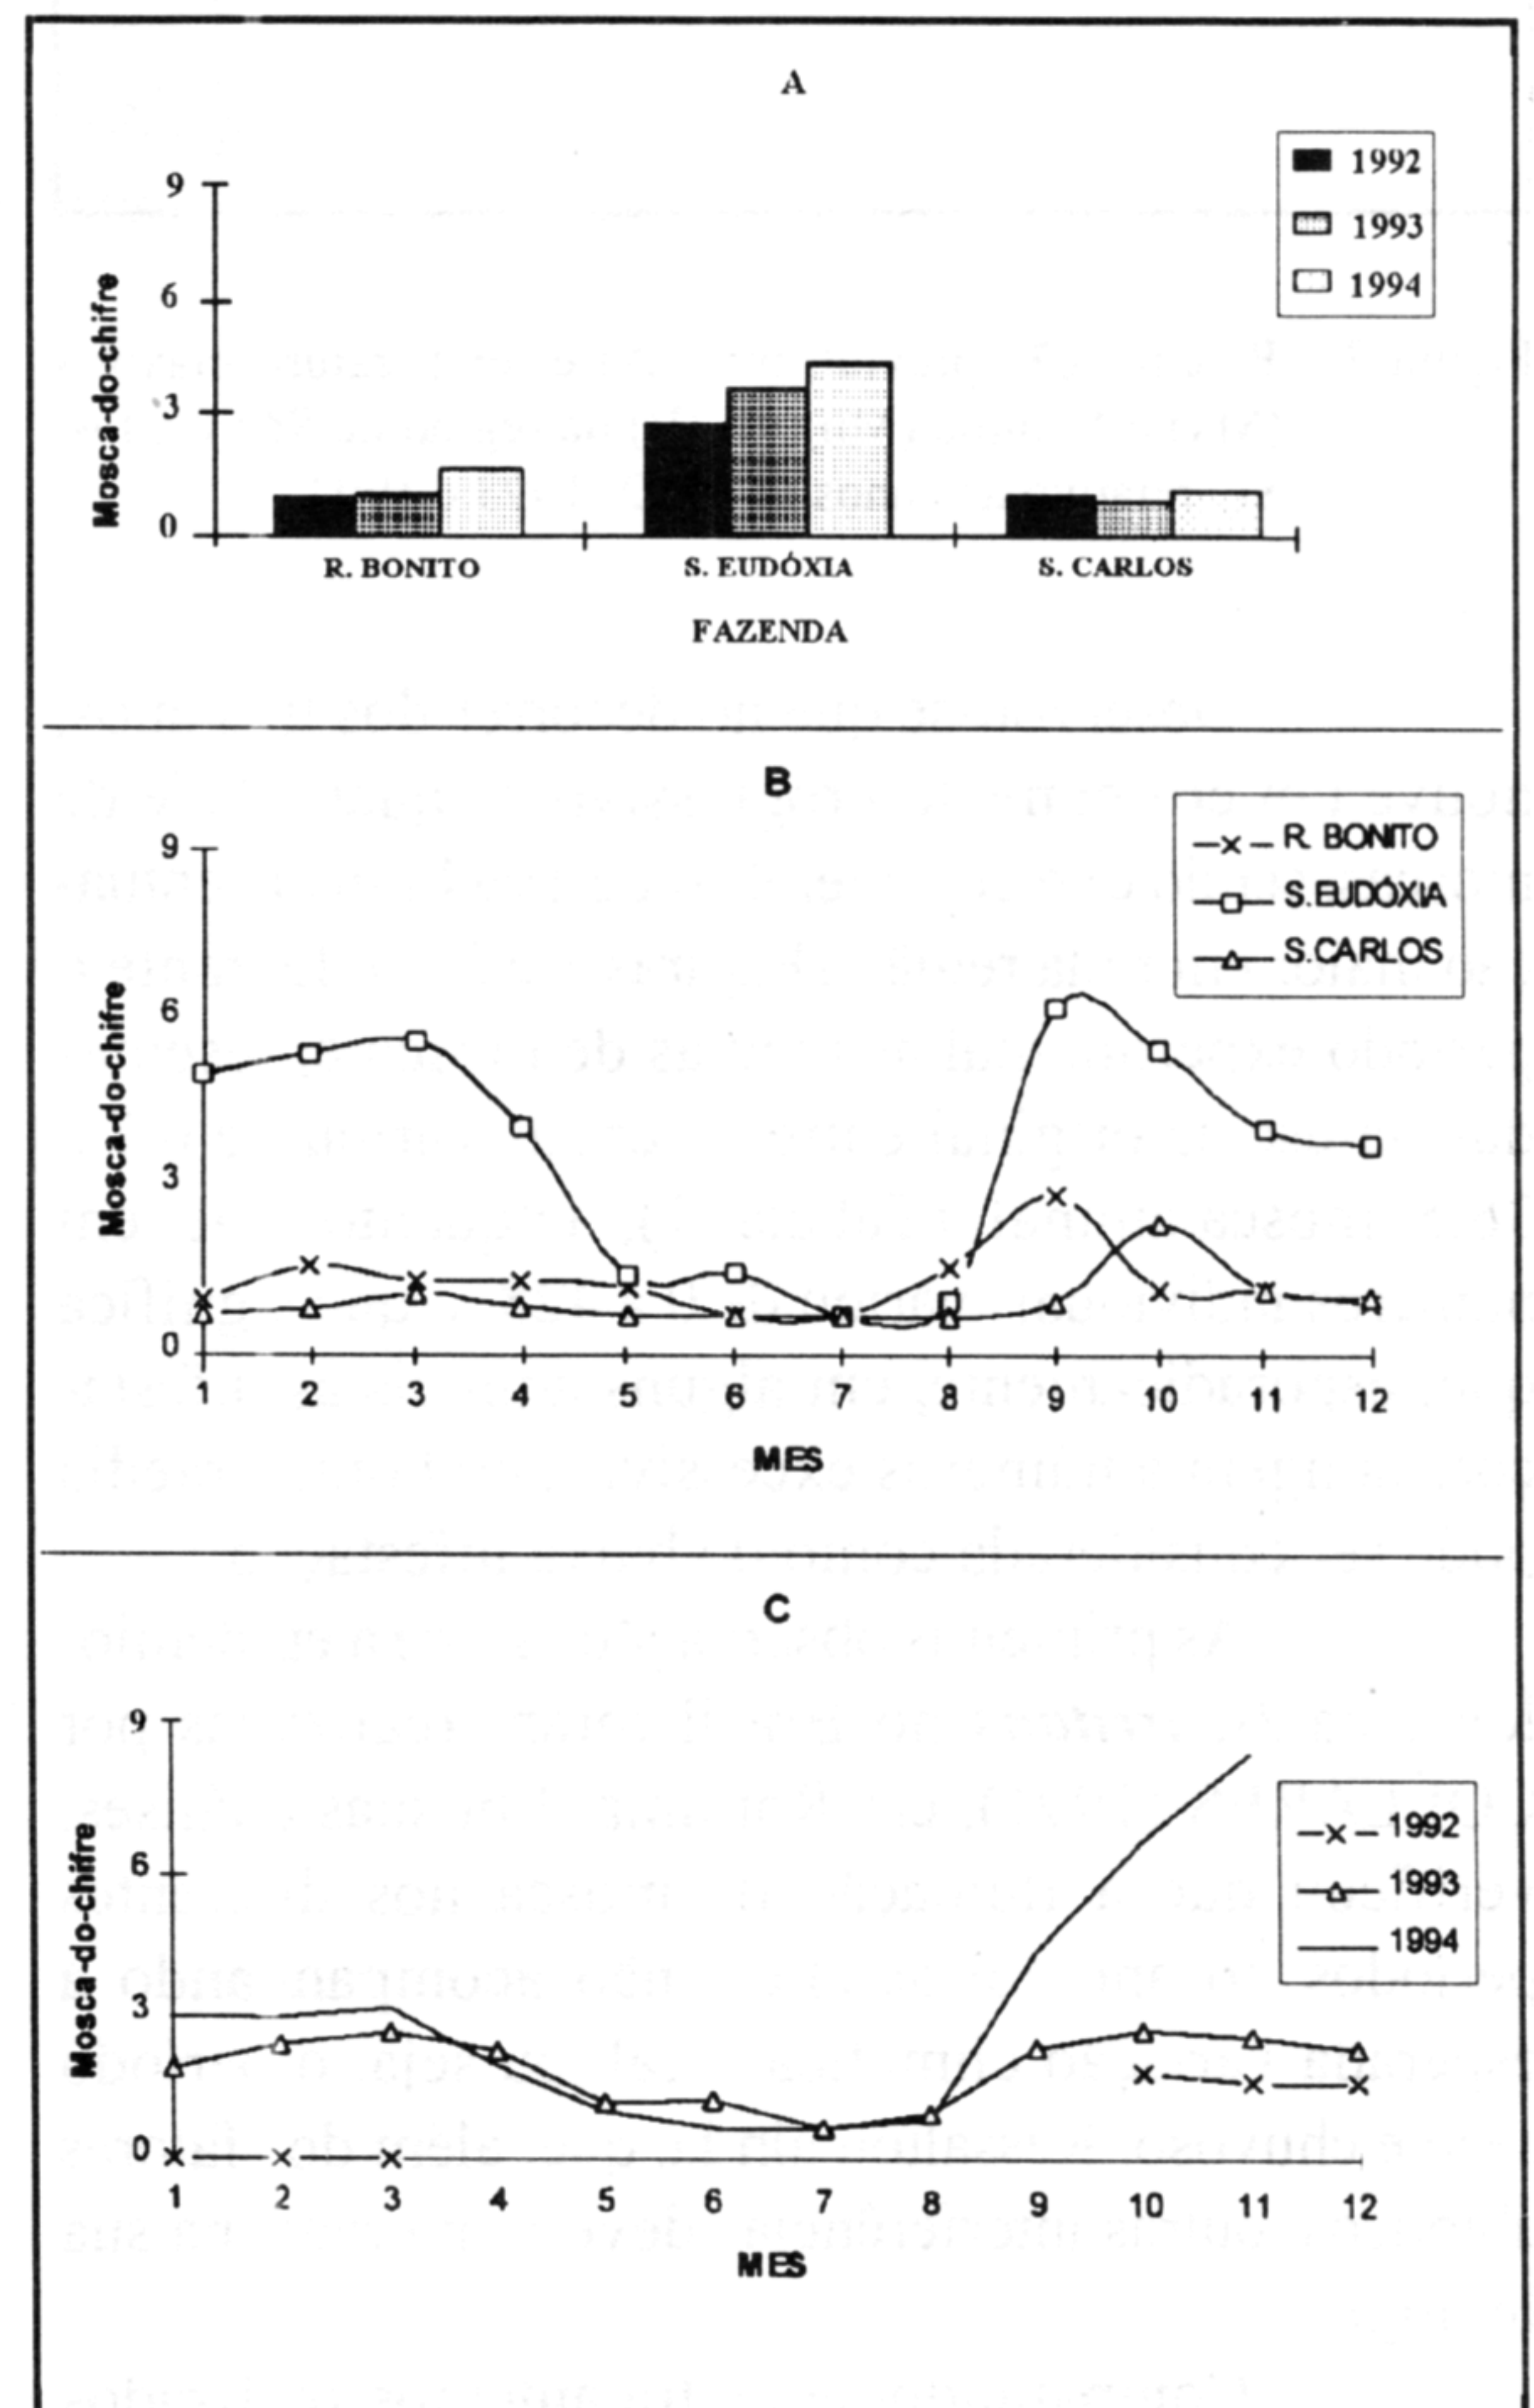 A
1992
1993
1994
9
6
3
0
Mosca-do-chifre
R. BONITO S. EUDÓXIA S. CARLOS
FAZENDA
B
R. BONITO
S.EUDÓXIA
S.CARLOS
9
6
3
0
Mosca-do-chifre
1 2 3 4 5 6 7 8 9 10 11 12
MES
C
1992
1993
1994
9
6
3
0
Mosca-do-chifre
1 2 3 4 5 6 7 8 9 10 11 12
MES